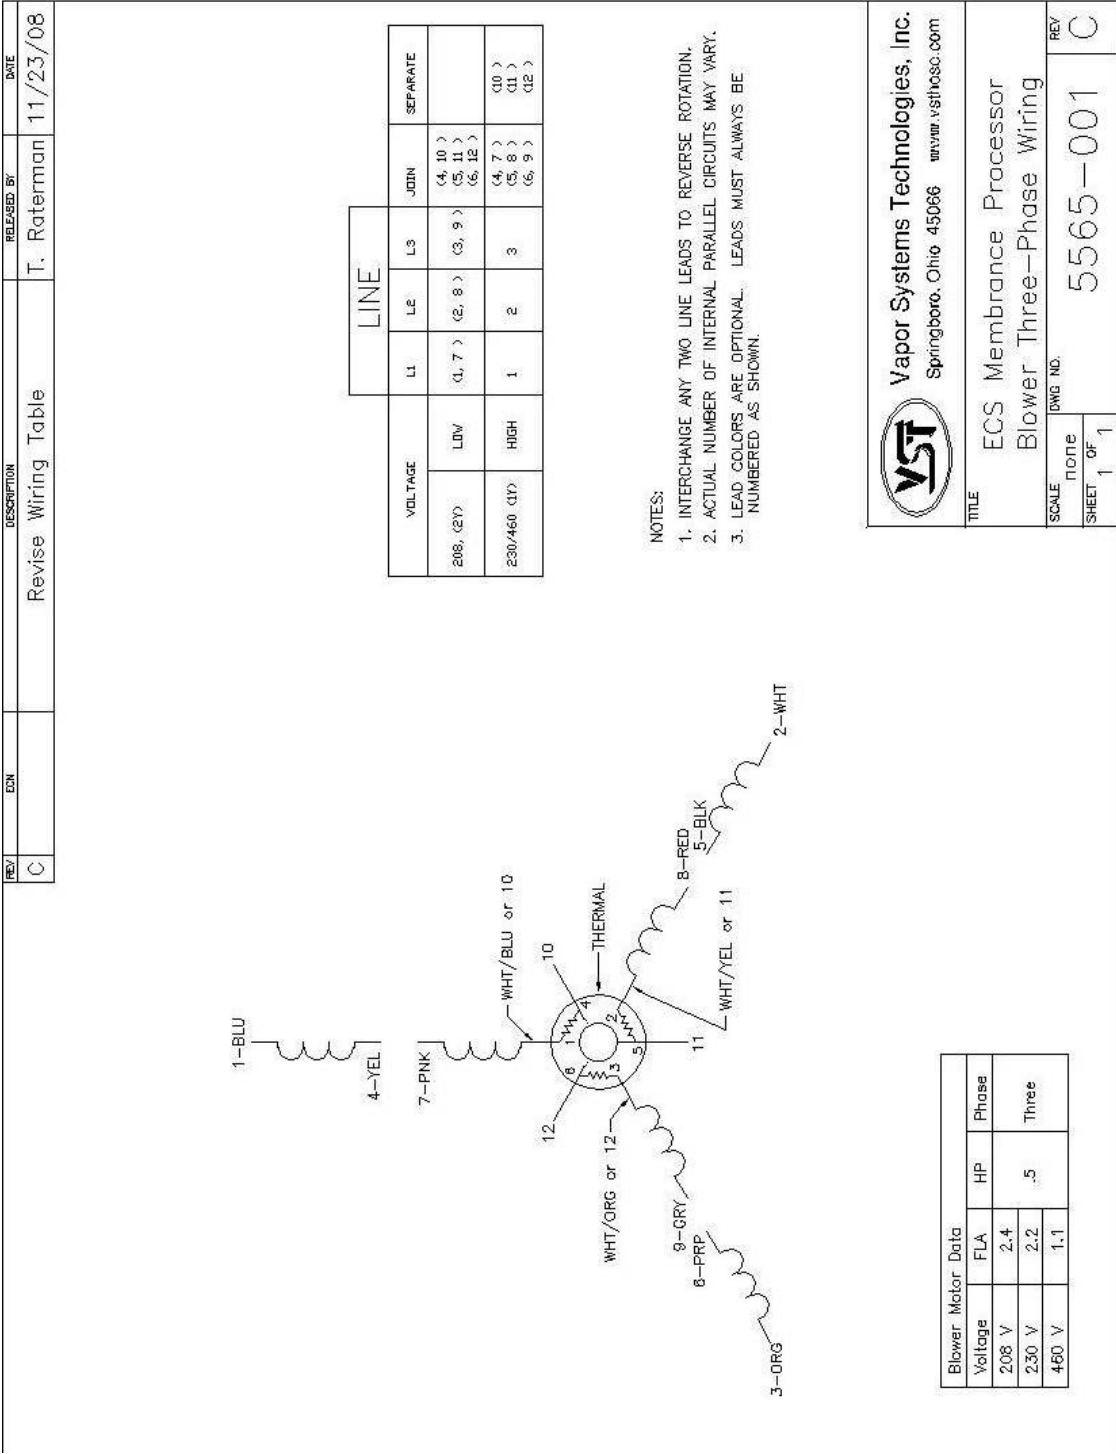 REV ECN DESCRIPTION RELEASED BY DATE
C Revise Wiring Table T. Raterman 11/23/08
1-BLU
4-YEL
7-PNK
WHT/BLU or 10
10
THERMAL
12
1
4
6
2
3
5
11
WHT/ORG or 12
9-GRY
6-PRP
3-ORG
8-RED
5-BLK
2-WHT
WHT/YEL or 11
LINE
VOLTAGE L1 L2 L3 JOIN SEPARATE
208, (2Y) LOW (1, 7 ) (2, 8 ) (3, 9 ) (4, 10 )
(5, 11 )
(6, 12 )
230/460 (1Y) HIGH 1 2 3 (4, 7 ) (10 )
(5, 8 ) (11 )
(6, 9 ) (12 )
NOTES:
1. INTERCHANGE ANY TWO LINE LEADS TO REVERSE ROTATION.
2. ACTUAL NUMBER OF INTERNAL PARALLEL CIRCUITS MAY VARY.
3. LEAD COLORS ARE OPTIONAL. LEADS MUST ALWAYS BE
NUMBERED AS SHOWN.
Blower Motor Data
Voltage FLA HP Phase
208 V 2.4
230 V 2.2 .5 Three
460 V 1.1
VST Vapor Systems Technologies, Inc.
Springboro, Ohio 45066 www.vsthose.com
TITLE
ECS Membrance Processor
Blower Three-Phase Wiring
SCALE none DWG NO. REV
SHEET 1 OF 1 5565-001 C